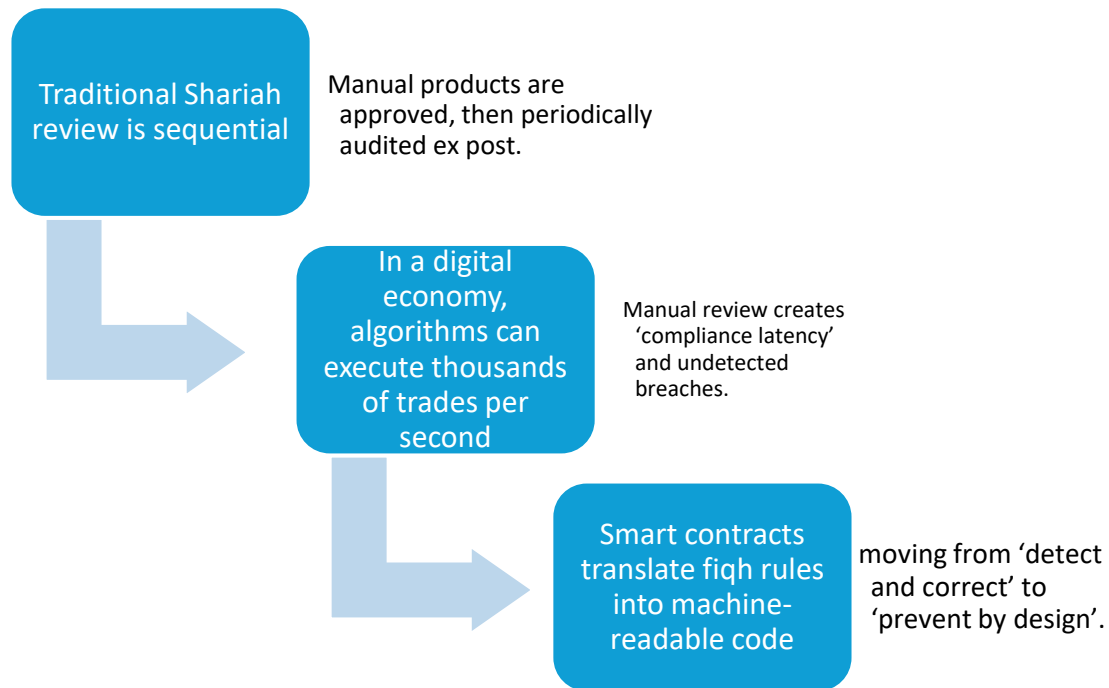 Traditional Shariah
review is sequential
Manual products are
approved, then periodically
audited ex post.
In a digital
economy,
algorithms can
execute thousands
of trades per
second
Manual review creates
‘compliance latency’
and undetected
breaches.
Smart contracts
translate fiqh rules
into machine-
readable code
moving from ‘detect
and correct’ to
‘prevent by design’.